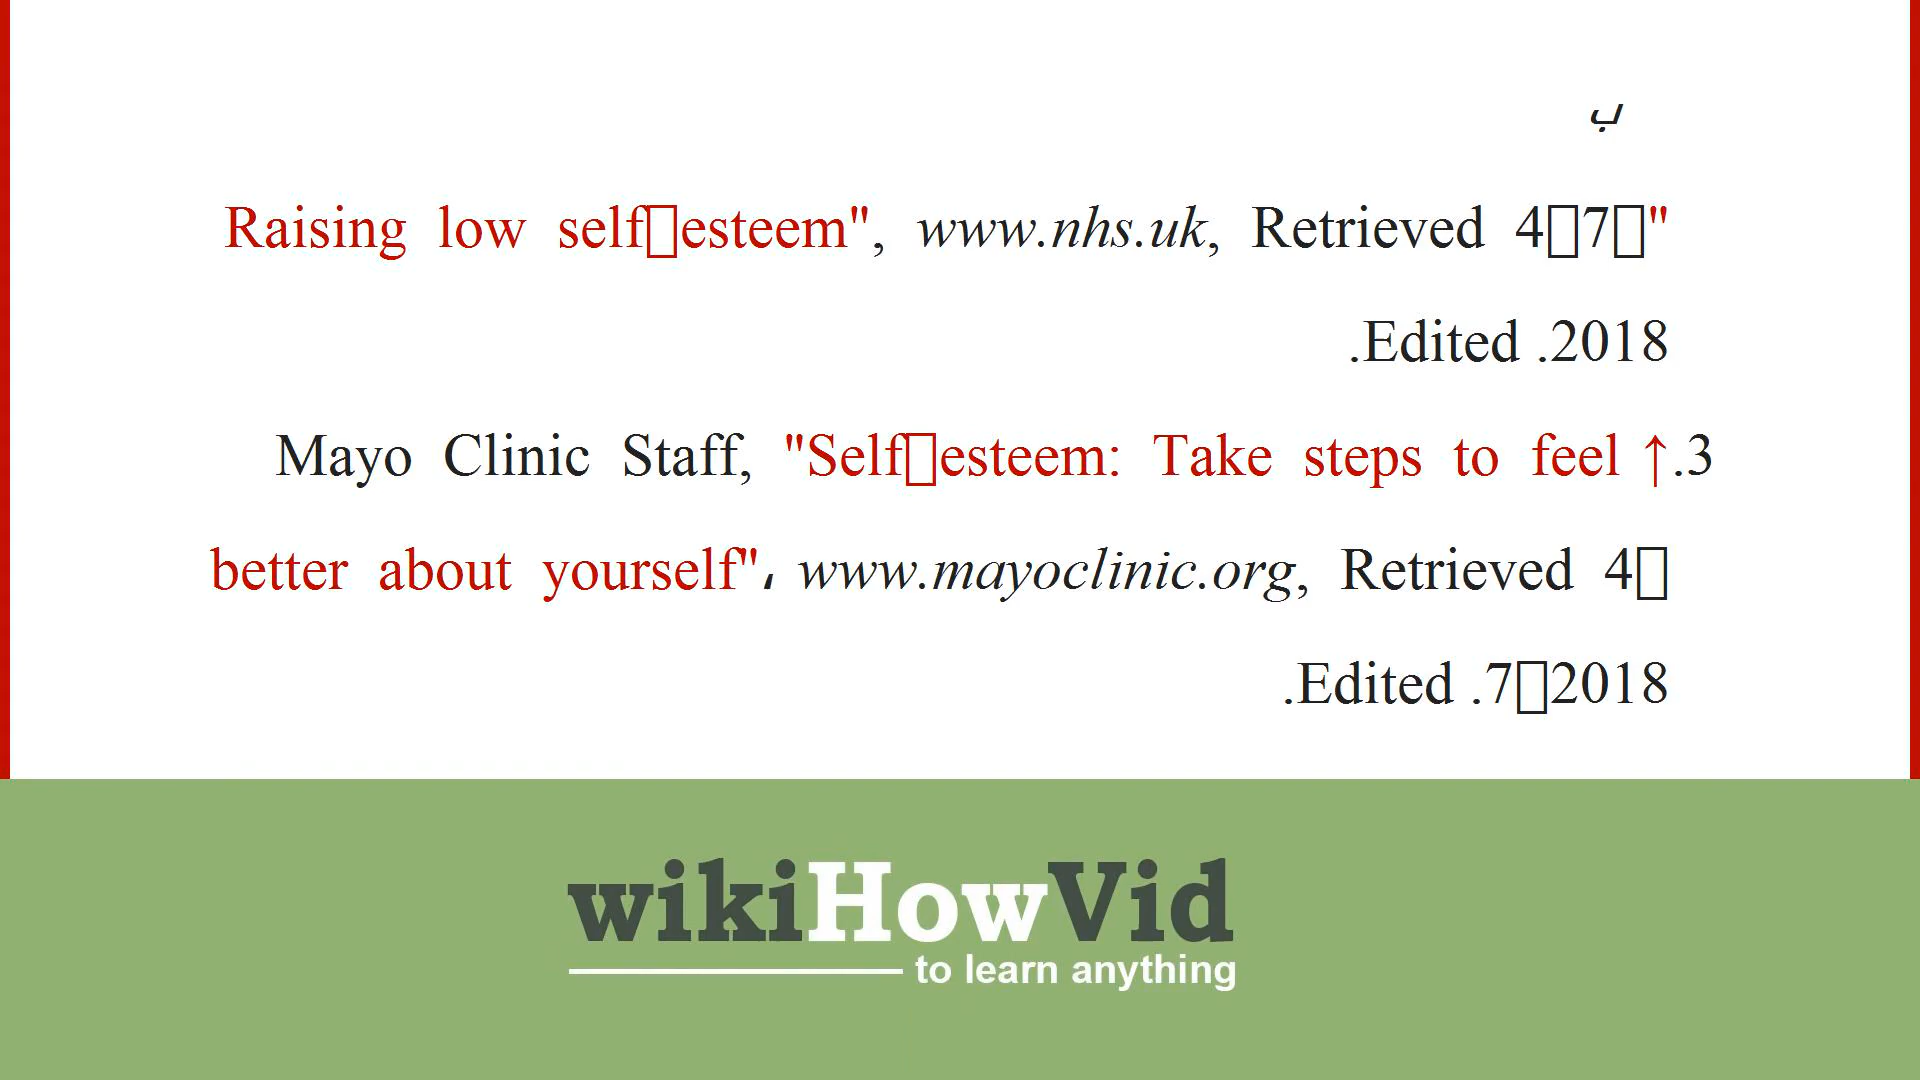 ب
Raising low self▯esteem", www.nhs.uk, Retrieved 4▯7▯"
.Edited .2018
Mayo Clinic Staff, "Self▯esteem: Take steps to feel ↑.3
better about yourself"، www.mayoclinic.org, Retrieved 4▯
.Edited .7▯2018
wikiHowVid
to learn anything